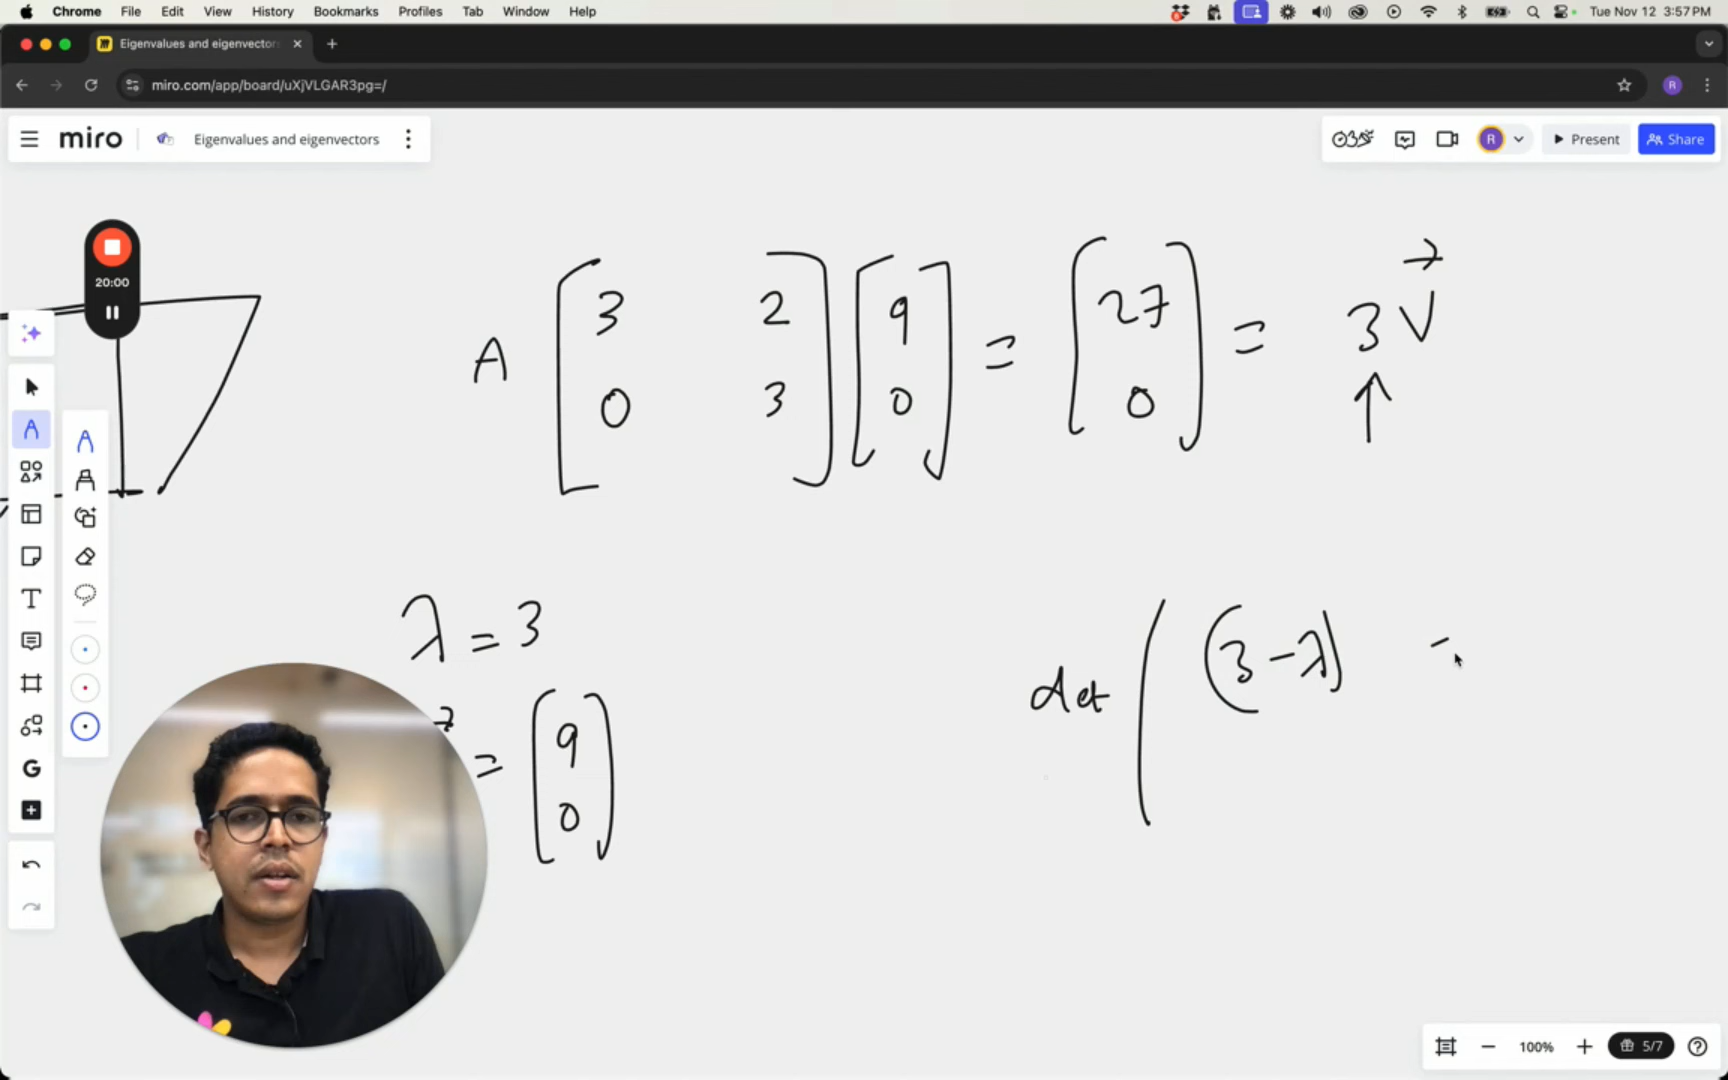 Chrome File Edit View History Bookmarks Profiles Tab Window Help Tue Nov 12 3:57 PM
Eigenvalues and eigenvector
miro.com/app/board/uXjVLGAR3pg=/ R
miro Eigenvalues and eigenvectors R Present Share
20:00
A [ 3 2 ] [ 9 ] = [ 27 ] = 3 V→
[ 0 3 ] [ 0 ] [ 0 ] ↑
λ = 3
det ( (3 - λ)
= [ 9 ]
[ 0 ]
T
G
100% 5/7